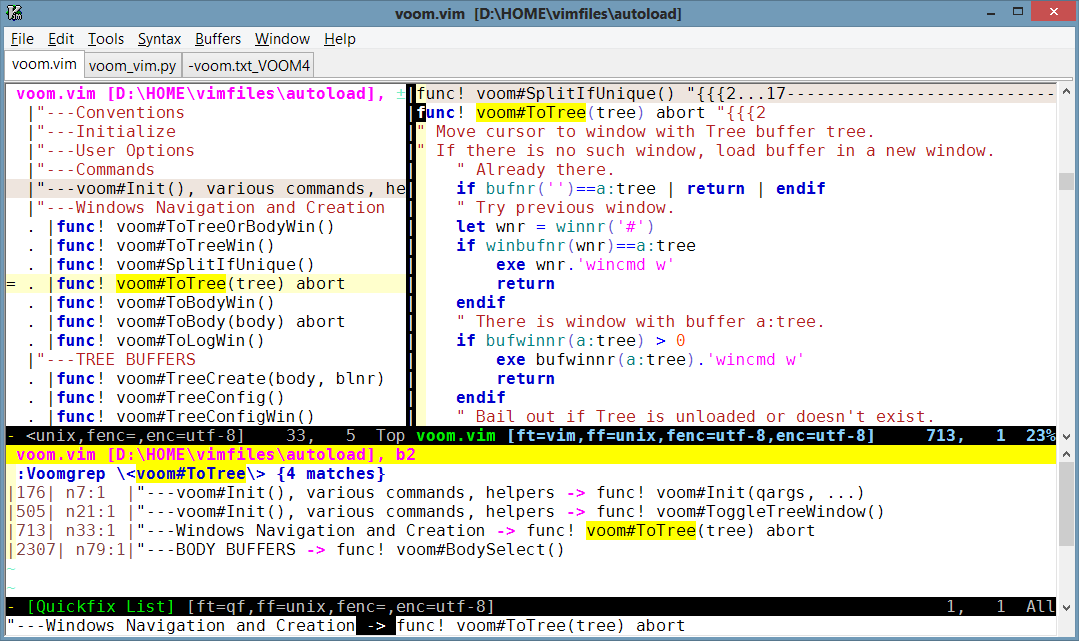 voom.vim [D:\HOME\vimfiles\autoload]
File Edit Tools Syntax Buffers Window Help
voom.vim voom_vim.py -voom.txt_VOOM4
voom.vim [D:\HOME\vimfiles\autoload], ±
|"---Conventions
|"---Initialize
|"---User Options
|"---Commands
|"---voom#Init(), various commands, he
|"---Windows Navigation and Creation
. |func! voom#ToTreeOrBodyWin()
. |func! voom#ToTreeWin()
. |func! voom#SplitIfUnique()
= . |func! voom#ToTree(tree) abort
. |func! voom#ToBodyWin()
. |func! voom#ToBody(body) abort
. |func! voom#ToLogWin()
|"---TREE BUFFERS
. |func! voom#TreeCreate(body, blnr)
. |func! voom#TreeConfig()
. |func! voom#TreeConfigWin()
- <unix,fenc=,enc=utf-8] 33, 5 Top
func! voom#SplitIfUnique() "{{{2...17---------------------------
func! voom#ToTree(tree) abort "{{{2
" Move cursor to window with Tree buffer tree.
" If there is no such window, load buffer in a new window.
" Already there.
if bufnr('')==a:tree | return | endif
" Try previous window.
let wnr = winnr('#')
if winbufnr(wnr)==a:tree
exe wnr.'wincmd w'
return
endif
" There is window with buffer a:tree.
if bufwinnr(a:tree) > 0
exe bufwinnr(a:tree).'wincmd w'
return
endif
" Bail out if Tree is unloaded or doesn't exist.
voom.vim [ft=vim,ff=unix,fenc=utf-8,enc=utf-8] 713, 1 23%
voom.vim [D:\HOME\vimfiles\autoload], b2
:Voomgrep \<voom#ToTree\> {4 matches}
|176| n7:1 |"---voom#Init(), various commands, helpers -> func! voom#Init(qargs, ...)
|505| n21:1 |"---voom#Init(), various commands, helpers -> func! voom#ToggleTreeWindow()
|713| n33:1 |"---Windows Navigation and Creation -> func! voom#ToTree(tree) abort
|2307| n79:1|"---BODY BUFFERS -> func! voom#BodySelect()
~
~
- [Quickfix List] [ft=qf,ff=unix,fenc=,enc=utf-8] 1, 1 All
"---Windows Navigation and Creation -> func! voom#ToTree(tree) abort